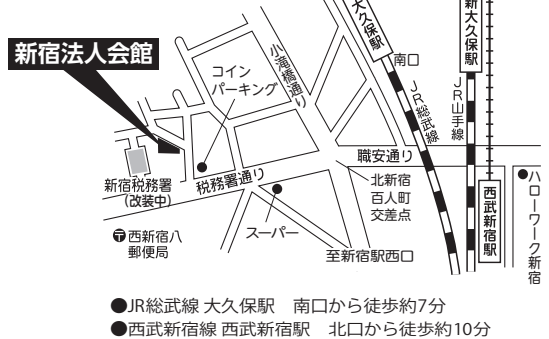 新宿法人会館
コイン
パーキング
小滝橋通り
大久保駅
南口
JR総武線
新大久保駅
JR山手線
職安通り
新宿税務署
(改装中)
税務署通り
北新宿
百人町
交差点
西武新宿駅
ハローワーク新宿
西新宿八
郵便局
スーパー
至新宿駅西口
●JR総武線 大久保駅　南口から徒歩約7分
●西武新宿線 西武新宿駅　北口から徒歩約10分